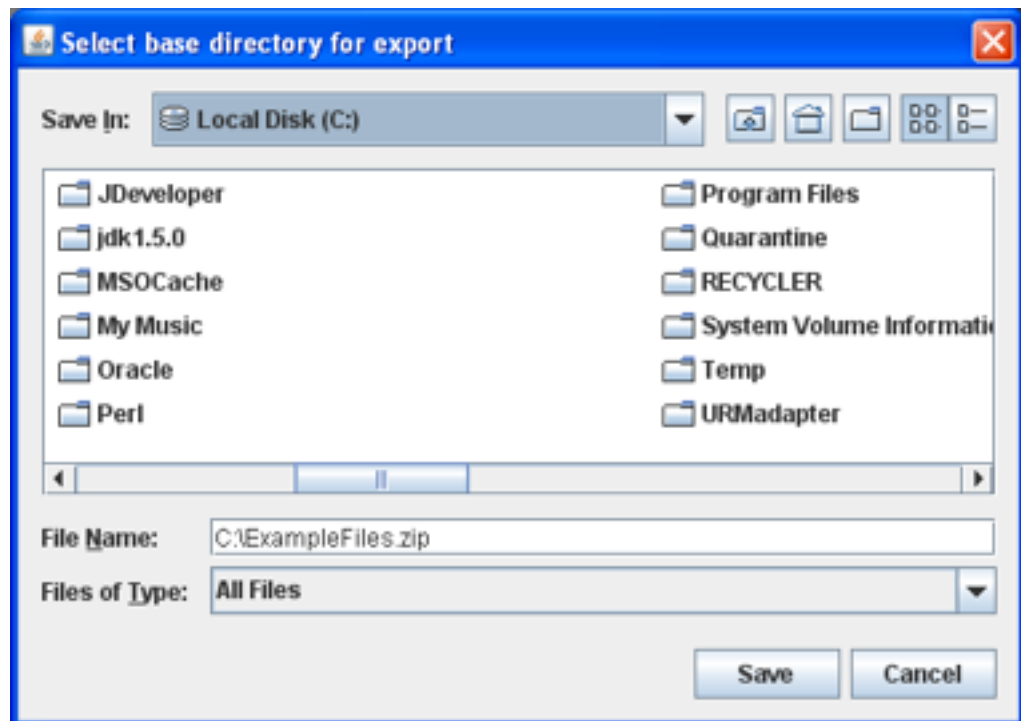 Select base directory for export
Save In: Local Disk (C:)
JDeveloper
jdk1.5.0
MSOCache
My Music
Oracle
Perl
Program Files
Quarantine
RECYCLER
System Volume Informatio
Temp
URMadapter
File Name: C:\ExampleFiles.zip
Files of Type: All Files
Save Cancel